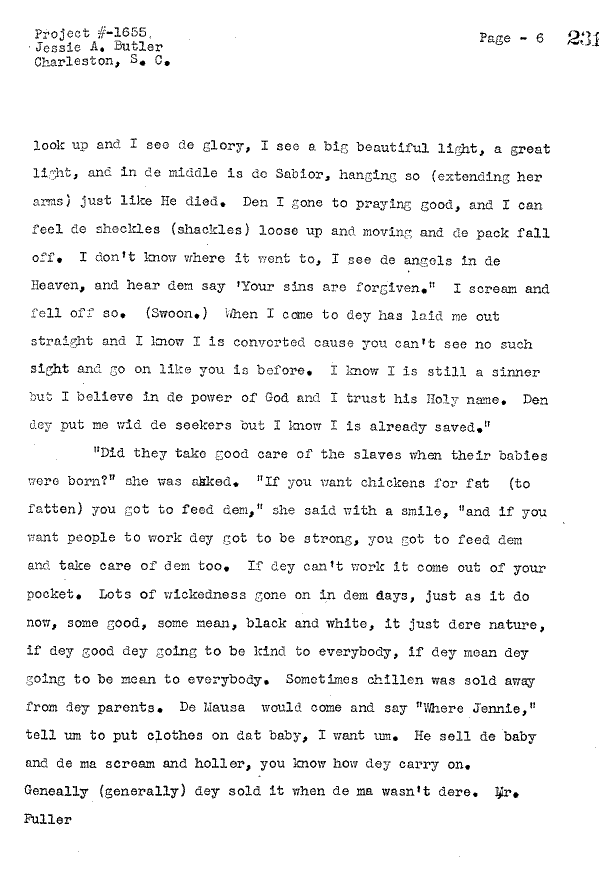 Project #-1655.
Jessie A. Butler
Charleston, S. C.
Page - 6 231
look up and I see de glory, I see a big beautiful light, a great
light, and in de middle is de Sabior, hanging so (extending her
arms) just like He died. Den I gone to praying good, and I can
feel de sheckles (shackles) loose up and moving and de pack fall
off. I don't know where it went to, I see de angels in de
Heaven, and hear dem say 'Your sins are forgiven." I scream and
fell off so. (Swoon.) When I come to dey has laid me out
straight and I know I is converted cause you can't see no such
sight and go on like you is before. I know I is still a sinner
but I believe in de power of God and I trust his Holy name. Den
dey put me wid de seekers but I know I is already saved."
"Did they take good care of the slaves when their babies
were born?" she was asked. "If you want chickens for fat (to
fatten) you got to feed dem," she said with a smile, "and if you
want people to work dey got to be strong, you got to feed dem
and take care of dem too. If dey can't work it come out of your
pocket. Lots of wickedness gone on in dem days, just as it do
now, some good, some mean, black and white, it just dere nature,
if dey good dey going to be kind to everybody, if dey mean dey
going to be mean to everybody. Sometimes chillen was sold away
from dey parents. De Mausa would come and say "Where Jennie,"
tell um to put clothes on dat baby, I want um. He sell de baby
and de ma scream and holler, you know how dey carry on.
Geneally (generally) dey sold it when de ma wasn't dere. Mr.
Fuller